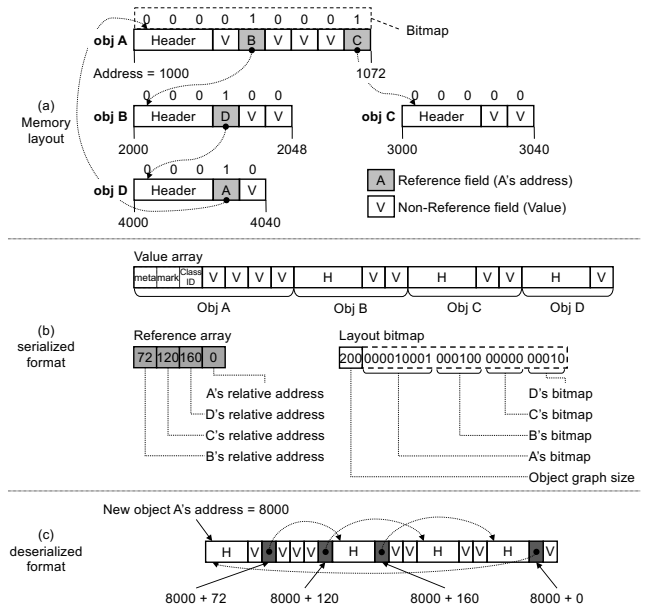 0 0 0 0 1 0 0 0 1
Bitmap
obj A Header V B V V V C
Address = 1000 1072
(a)
Memory
layout
0 0 0 1 0 0
obj B Header D V V
2000 2048
0 0 0 0 0
obj C Header V V
3000 3040
0 0 0 1 0
obj D Header A V
4000 4040
A Reference field (A's address)
V Non-Reference field (Value)
(b)
serialized
format
Value array
meta mark Class ID V V V V H V V H V V H V
Obj A Obj B Obj C Obj D
Reference array
72 120 160 0
A's relative address
D's relative address
C's relative address
B's relative address
Layout bitmap
200 000010001 000100 00000 00010
D's bitmap
C's bitmap
B's bitmap
A's bitmap
Object graph size
(c)
deserialized
format
New object A's address = 8000
H V V V V H V V H V V H V
8000 + 72 8000 + 120 8000 + 160 8000 + 0